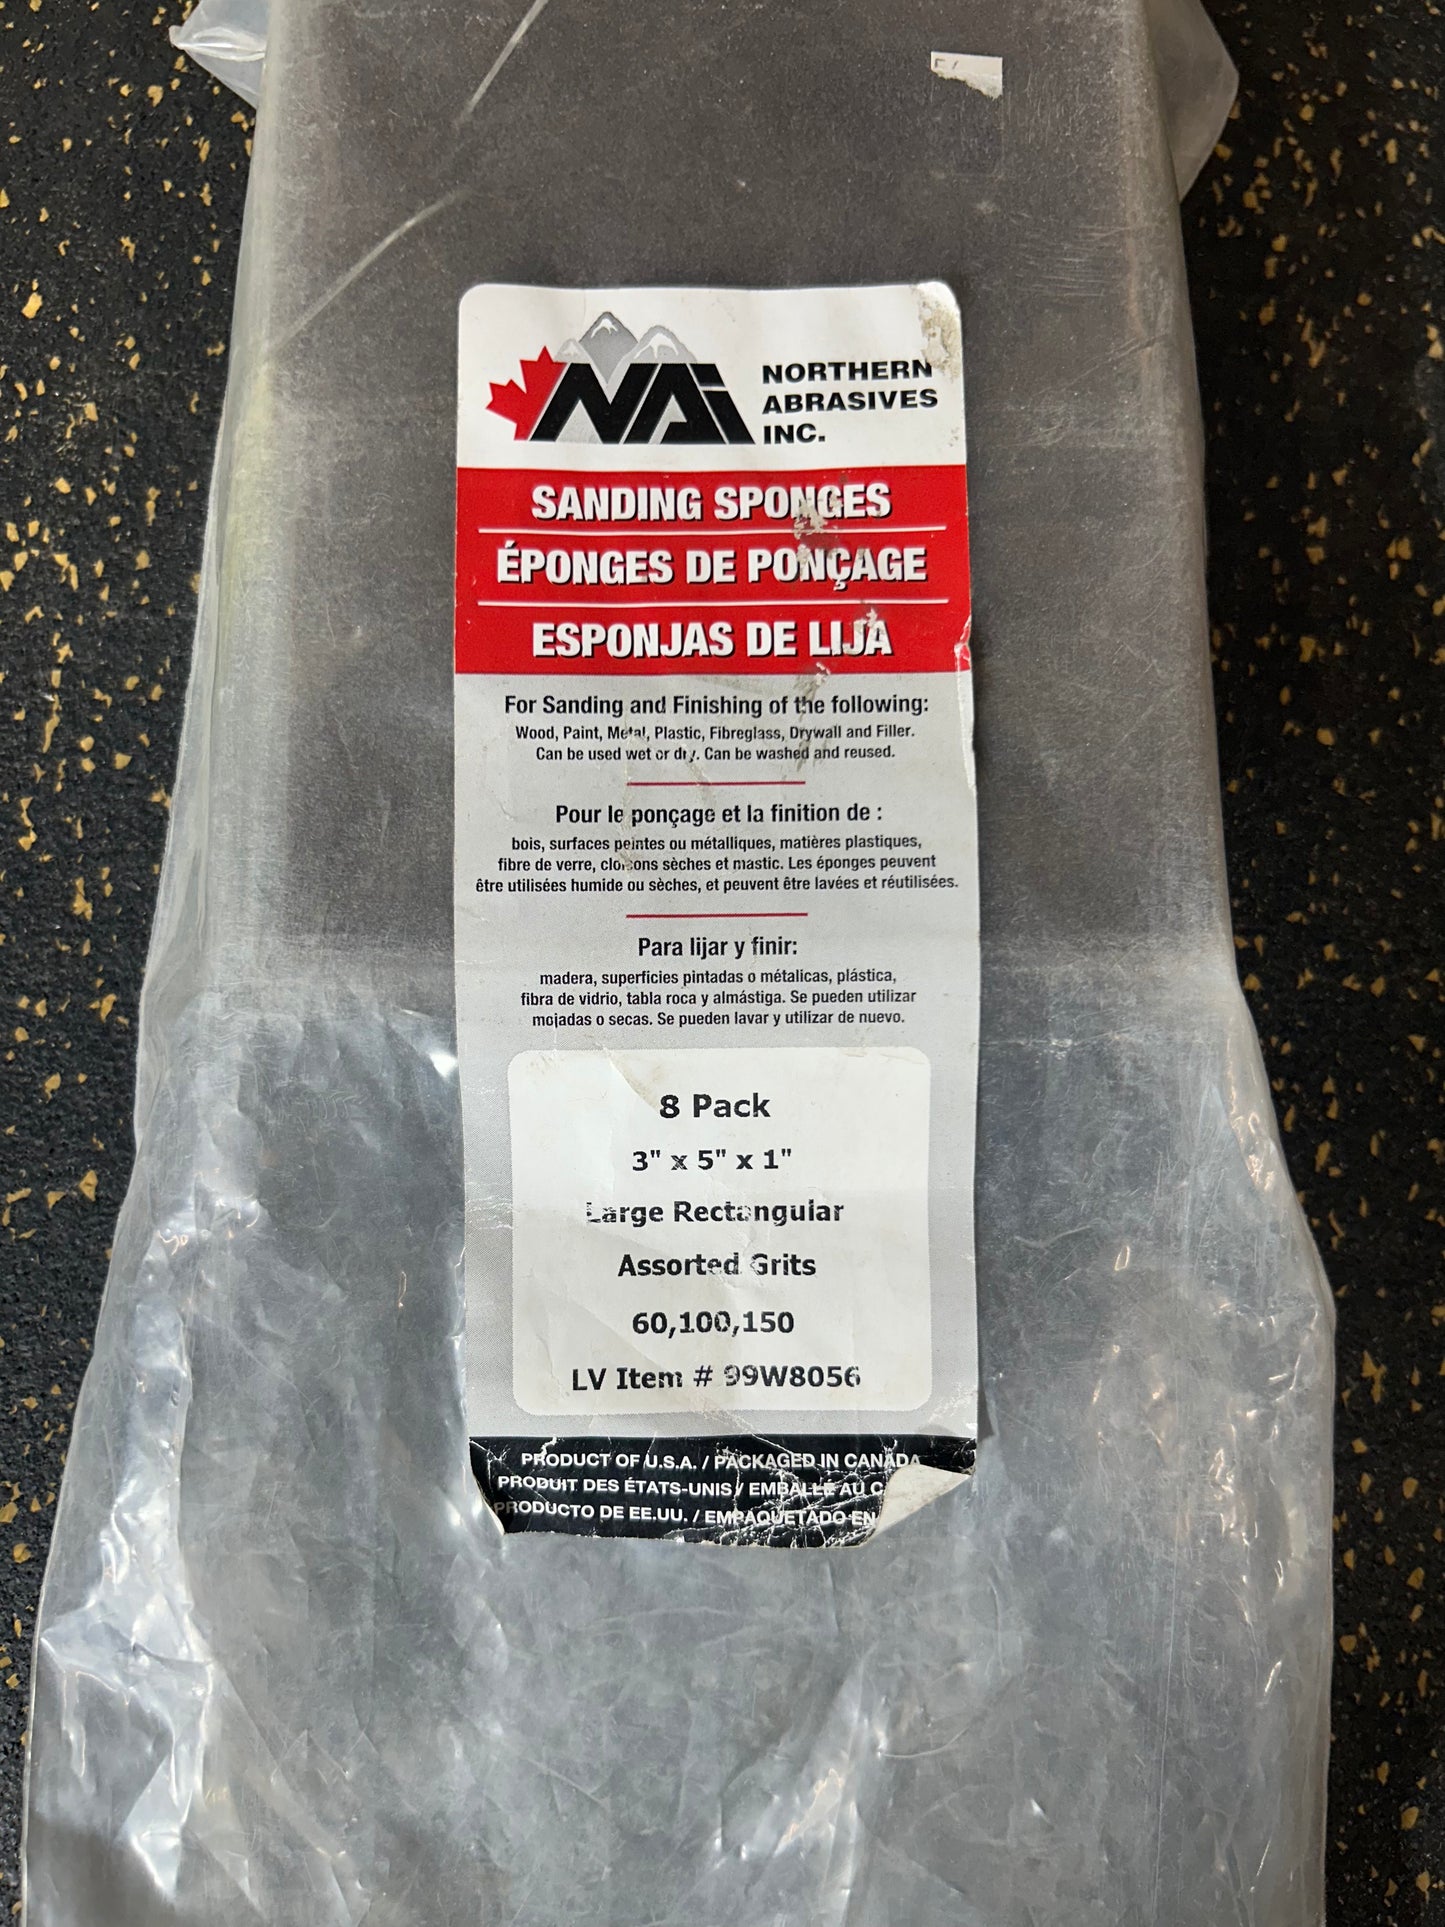 NAi
NORTHERN
ABRASIVES
INC.
SANDING SPONGES
ÉPONGES DE PONÇAGE
ESPONJAS DE LIJA
For Sanding and Finishing of the following:
Wood, Paint, Metal, Plastic, Fibreglass, Drywall and Filler.
Can be used wet or dry. Can be washed and reused.
Pour le ponçage et la finition de :
bois, surfaces peintes ou métalliques, matières plastiques,
fibre de verre, cloisons sèches et mastic. Les éponges peuvent
être utilisées humide ou sèches, et peuvent être lavées et réutilisées.
Para lijar y finir:
madera, superficies pintadas o métalicas, plástica,
fibra de vidrio, tabla roca y almástiga. Se pueden utilizar
mojadas o secas. Se pueden lavar y utilizar de nuevo.
8 Pack
3" x 5" x 1"
Large Rectangular
Assorted Grits
60,100,150
LV Item # 99W8056
PRODUCT OF U.S.A. / PACKAGED IN CANADA
PRODUIT DES ÉTATS-UNIS / EMBALLÉ AU
PRODUCTO DE EE.UU. / EMPAQUETADO EN